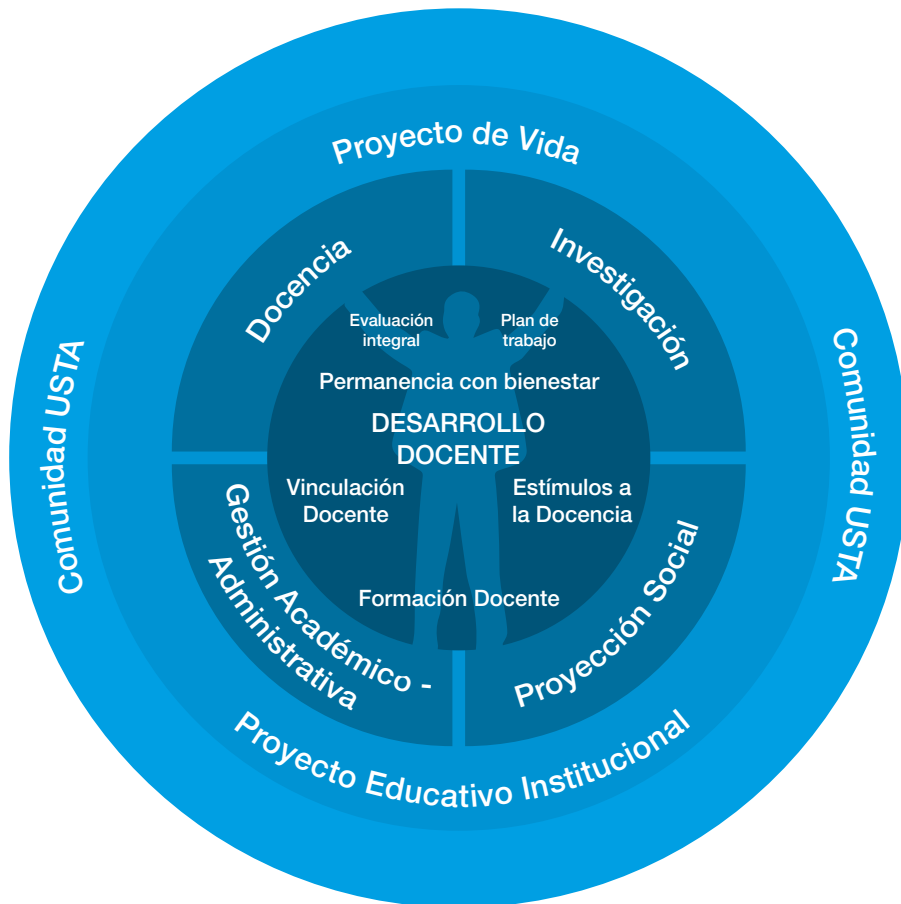 Proyecto de Vida
Docencia
Investigación
Comunidad USTA
Comunidad USTA
Evaluación
integral
Plan de
trabajo
Permanencia con bienestar
DESARROLLO
DOCENTE
Vinculación
Docente
Estímulos a
la Docencia
Formación Docente
Gestión Académico -
Administrativa
Proyección Social
Proyecto Educativo Institucional